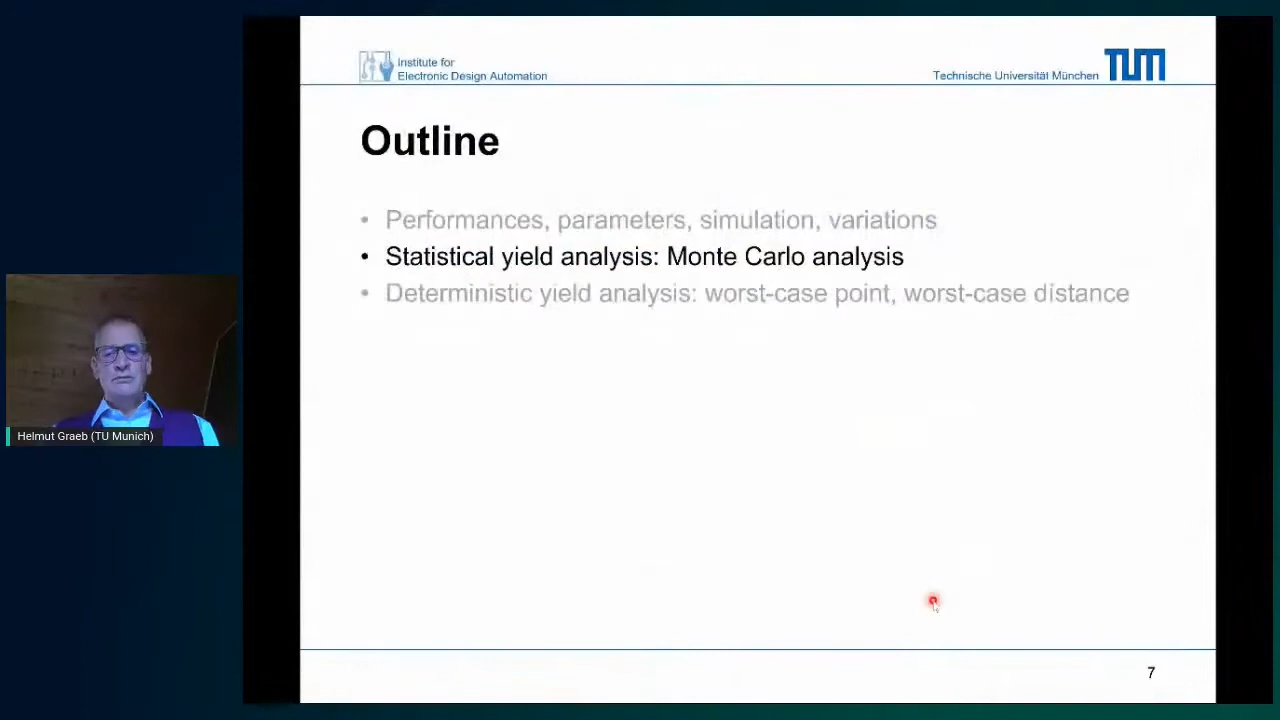 Institute for
Electronic Design Automation
Technische Universität München
TUM
Outline
• Performances, parameters, simulation, variations
• Statistical yield analysis: Monte Carlo analysis
• Deterministic yield analysis: worst-case point, worst-case distance
Helmut Graeb (TU Munich)
7